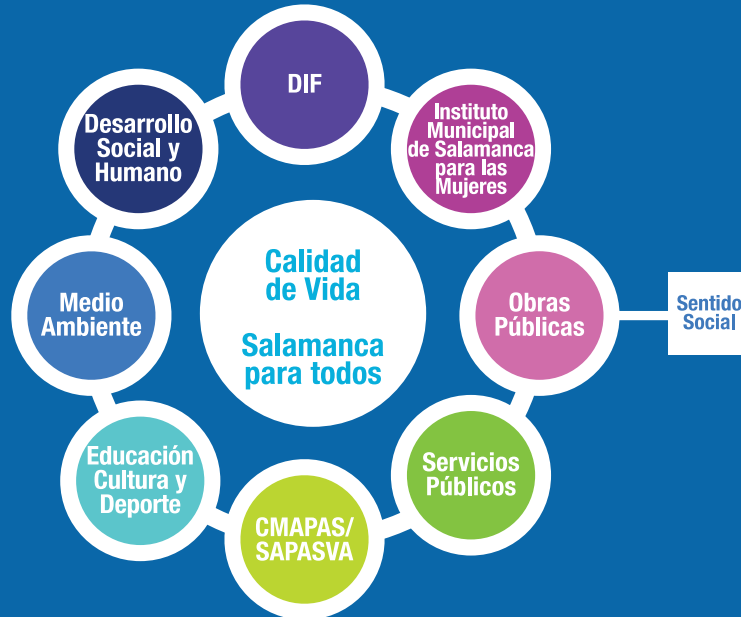 DIF
Instituto
Municipal
de Salamanca
para las
Mujeres
Desarrollo
Social y
Humano
Calidad
de Vida
Salamanca
para todos
Medio
Ambiente
Obras
Públicas
Sentido
Social
Educación
Cultura y
Deporte
Servicios
Públicos
CMAPAS/
SAPASVA